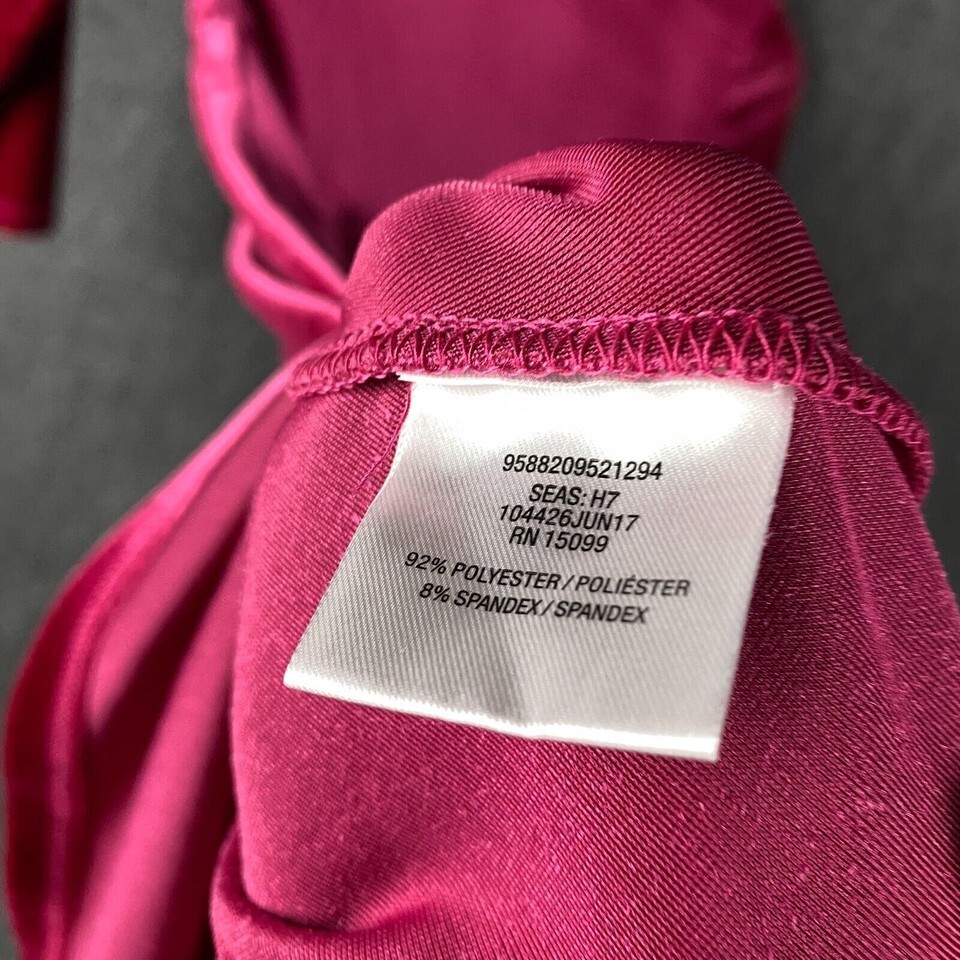 9588209521294
SEAS: H7
104426JUN17
RN 15099
92% POLYESTER / POLIÉSTER
8% SPANDEX / SPANDEX